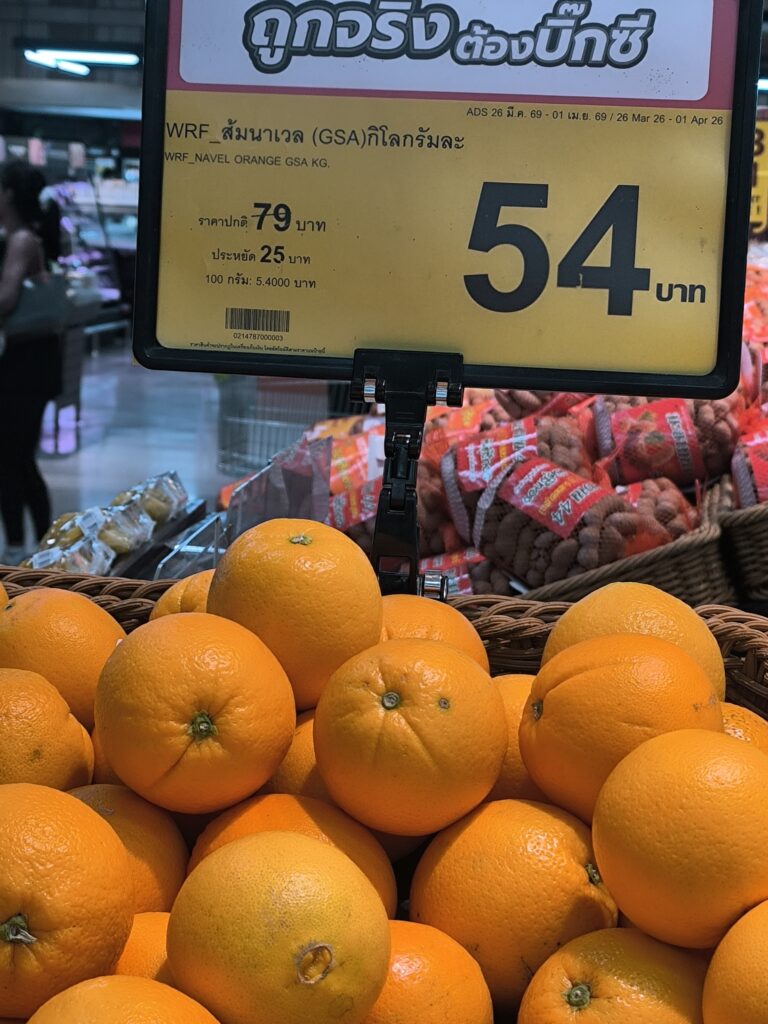 ถูกจริง ต้องบิ๊กซี
ADS 26 มี.ค. 69 - 01 เม.ย. 69 / 26 Mar 26 - 01 Apr 26
WRF_ส้มนาเวล (GSA)กิโลกรัมละ
WRF_NAVEL ORANGE GSA KG.
ราคาปกติ 79 บาท
ประหยัด 25 บาท
100 กรัม: 5.4000 บาท
54 บาท
0214787000003